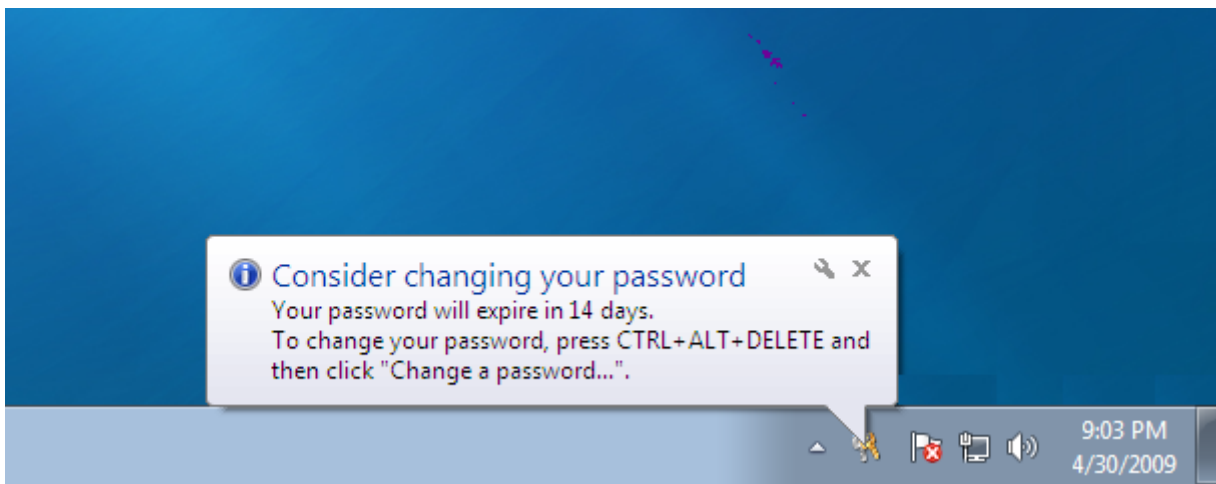 Consider changing your password
Your password will expire in 14 days.
To change your password, press CTRL+ALT+DELETE and
then click "Change a password...".
9:03 PM
4/30/2009